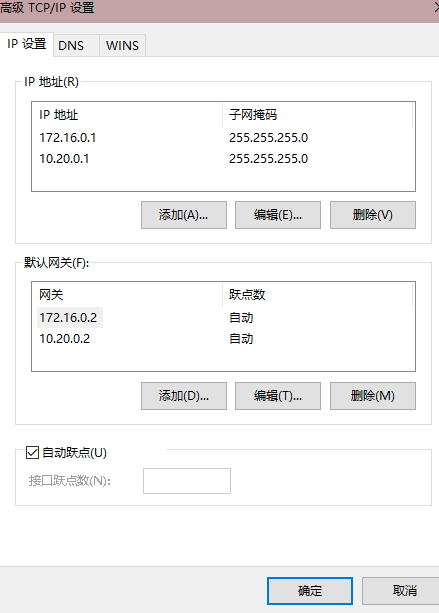 高级 TCP/IP 设置
IP 设置 DNS WINS
IP 地址(R)
IP 地址 子网掩码
172.16.0.1 255.255.255.0
10.20.0.1 255.255.255.0
添加(A)... 编辑(E)... 删除(V)
默认网关(F):
网关 跃点数
172.16.0.2 自动
10.20.0.2 自动
添加(D)... 编辑(T)... 删除(M)
自动跃点(U)
接口跃点数(N):
确定 取消